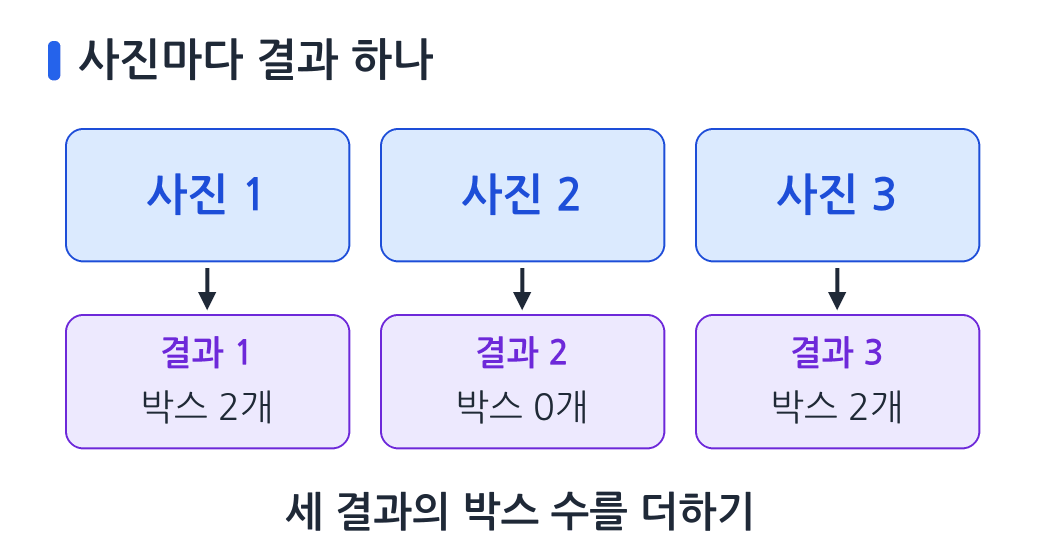 사진마다 결과 하나
사진 1
사진 2
사진 3
결과 1
박스 2개
결과 2
박스 0개
결과 3
박스 2개
세 결과의 박스 수를 더하기